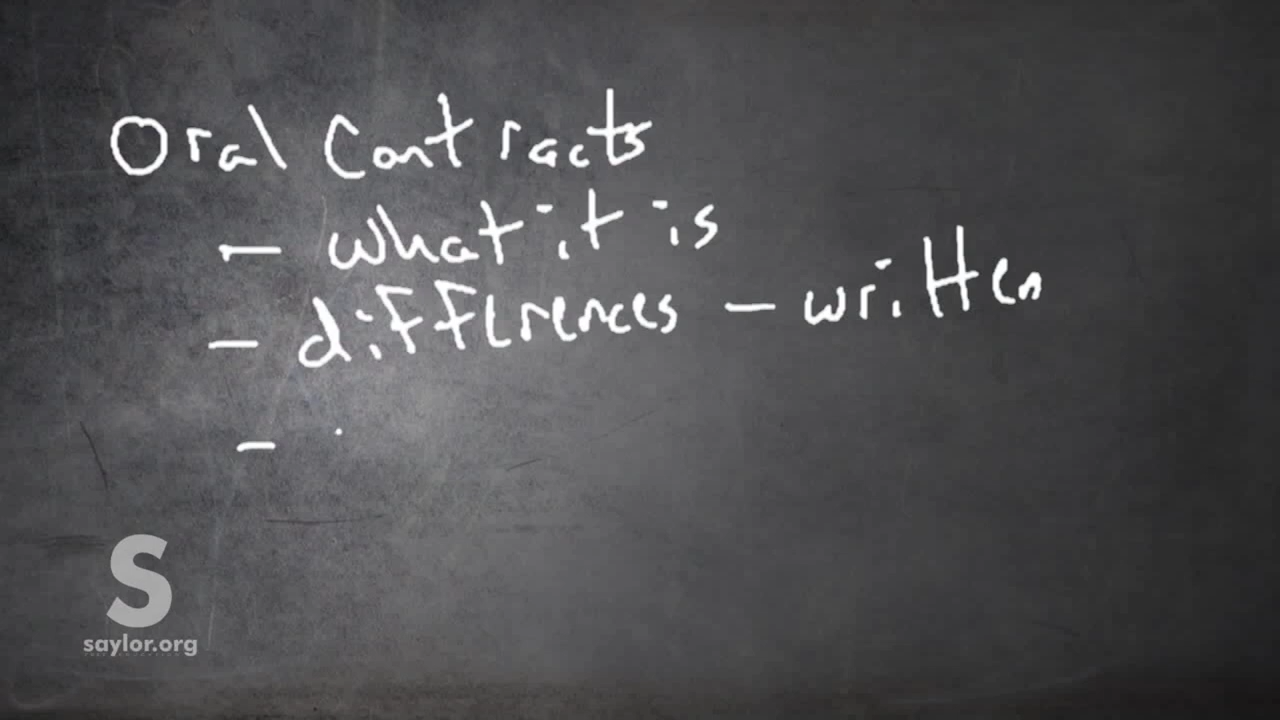 Oral Contracts
- what it is
- differences - written
-
S
saylor.org